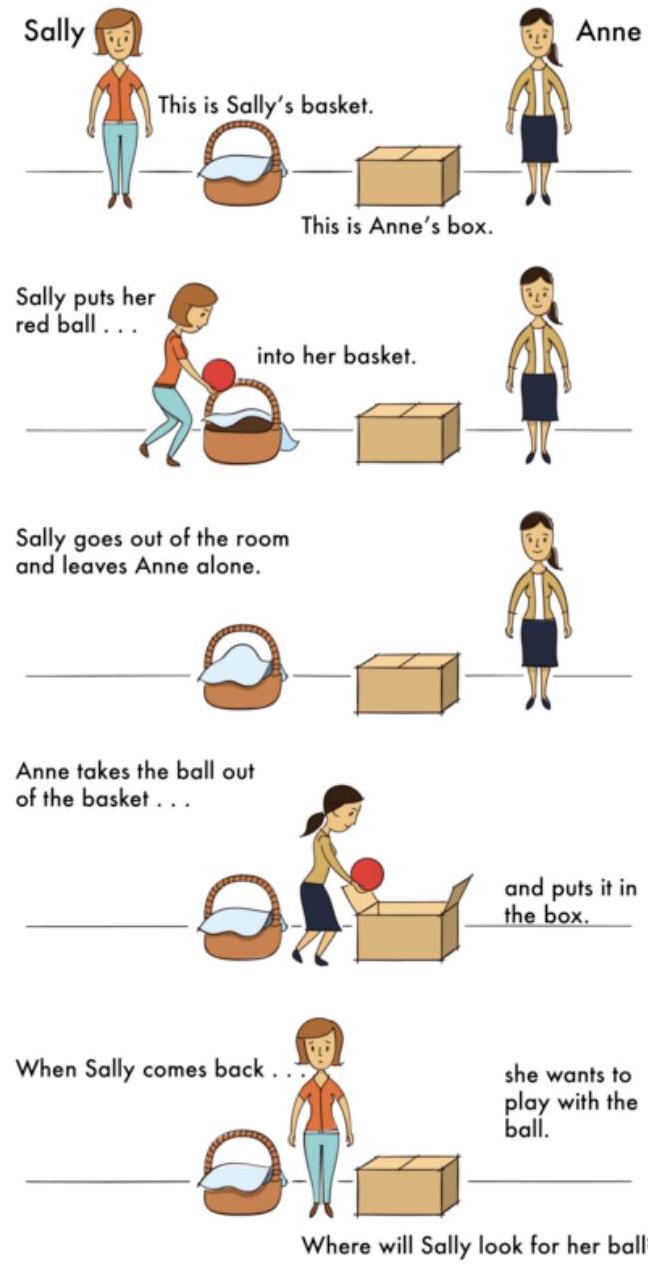 Sally
Anne
This is Sally's basket.
This is Anne's box.
Sally puts her
red ball . . .
into her basket.
Sally goes out of the room
and leaves Anne alone.
Anne takes the ball out
of the basket . . .
and puts it in
the box.
When Sally comes back . . .
she wants to
play with the
ball.
Where will Sally look for her ball?